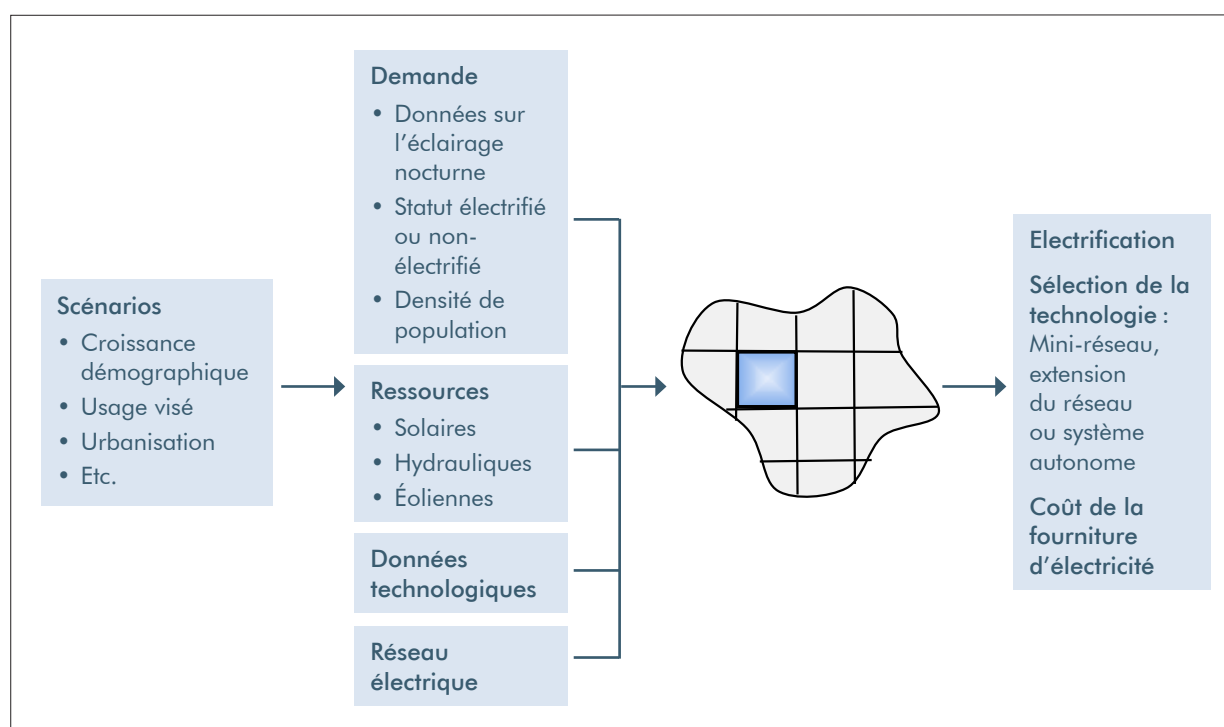 Scénarios
• Croissance
démographique
• Usage visé
• Urbanisation
• Etc.
Demande
• Données sur
l'éclairage
nocturne
• Statut électrifié
ou non-
électrifié
• Densité de
population
Ressources
• Solaires
• Hydrauliques
• Éoliennes
Données
technologiques
Réseau
électrique
Electrification
Sélection de la
technologie :
Mini-réseau,
extension
du réseau
ou système
autonome
Coût de la
fourniture
d'électricité